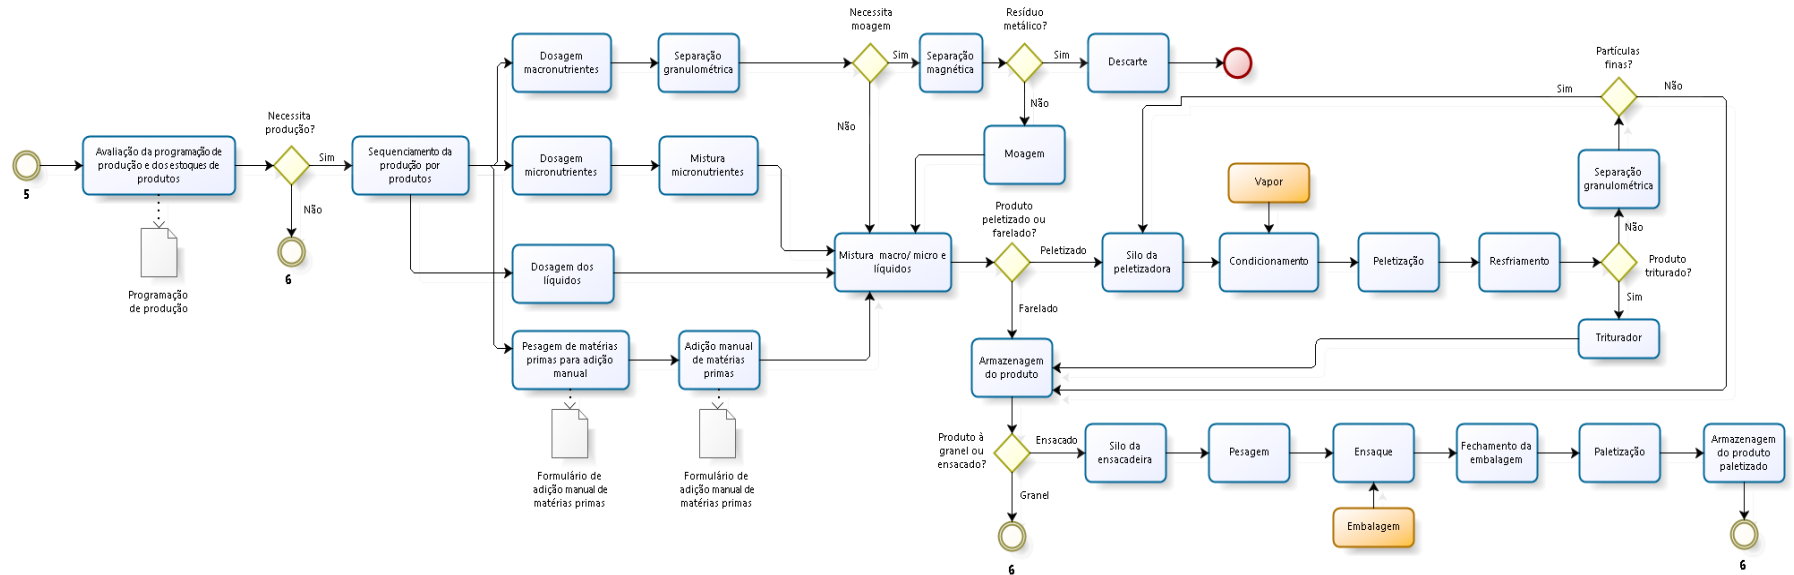 5
Avaliação da programação de
produção e dos estoques de
produtos
Programação
de produção
Necessita
produção?
Sim
Não
6
Sequenciamento da
produção por
produtos
Dosagem
macronutrientes
Separação
granulométrica
Necessita
moagem
Sim
Não
Separação
magnética
Resíduo
metálico?
Sim
Não
Descarte
Moagem
Dosagem
micronutrientes
Mistura
micronutrientes
Dosagem dos
líquidos
Pesagem de matérias
primas para adição
manual
Formulário de
adição manual de
matérias primas
Adição manual
de matérias
primas
Formulário de
adição manual de
matérias primas
Mistura macro/ micro e
líquidos
Produto
peletizado ou
farelado?
Peletizado
Farelado
Silo da
peletizadora
Vapor
Condicionamento
Peletização
Resfriamento
Produto
triturado?
Não
Sim
Separação
granulométrica
Partículas
finas?
Sim
Não
Triturador
Armazenagem
do produto
Produto à
granel ou
ensacado?
Ensacado
Granel
6
Silo da
ensacadeira
Pesagem
Ensaque
Embalagem
Fechamento da
embalagem
Paletização
Armazenagem
do produto
paletizado
6